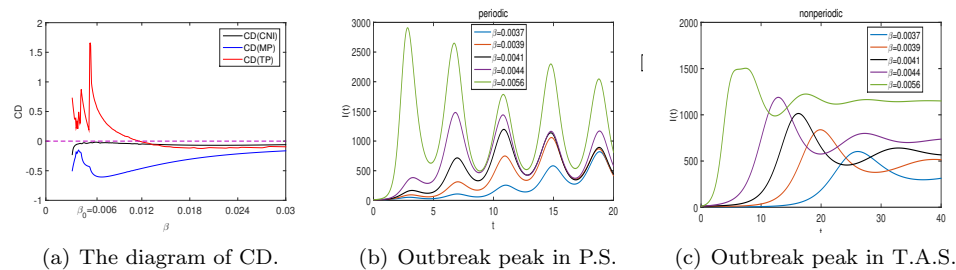 2
1.5
1
0.5
0
-0.5
-1
CD
CD(CNI)
CD(MP)
CD(TP)
0
β₀=0.006
0.012
0.018
0.024
0.03
β
(a) The diagram of CD.
periodic
3000
2500
2000
1500
1000
500
0
I(t)
β=0.0037
β=0.0039
β=0.0041
β=0.0044
β=0.0056
0
5
10
15
20
t
(b) Outbreak peak in P.S.
nonperiodic
2000
1500
1000
500
0
I(t)
β=0.0037
β=0.0039
β=0.0041
β=0.0044
β=0.0056
0
10
20
30
40
t
(c) Outbreak peak in T.A.S.